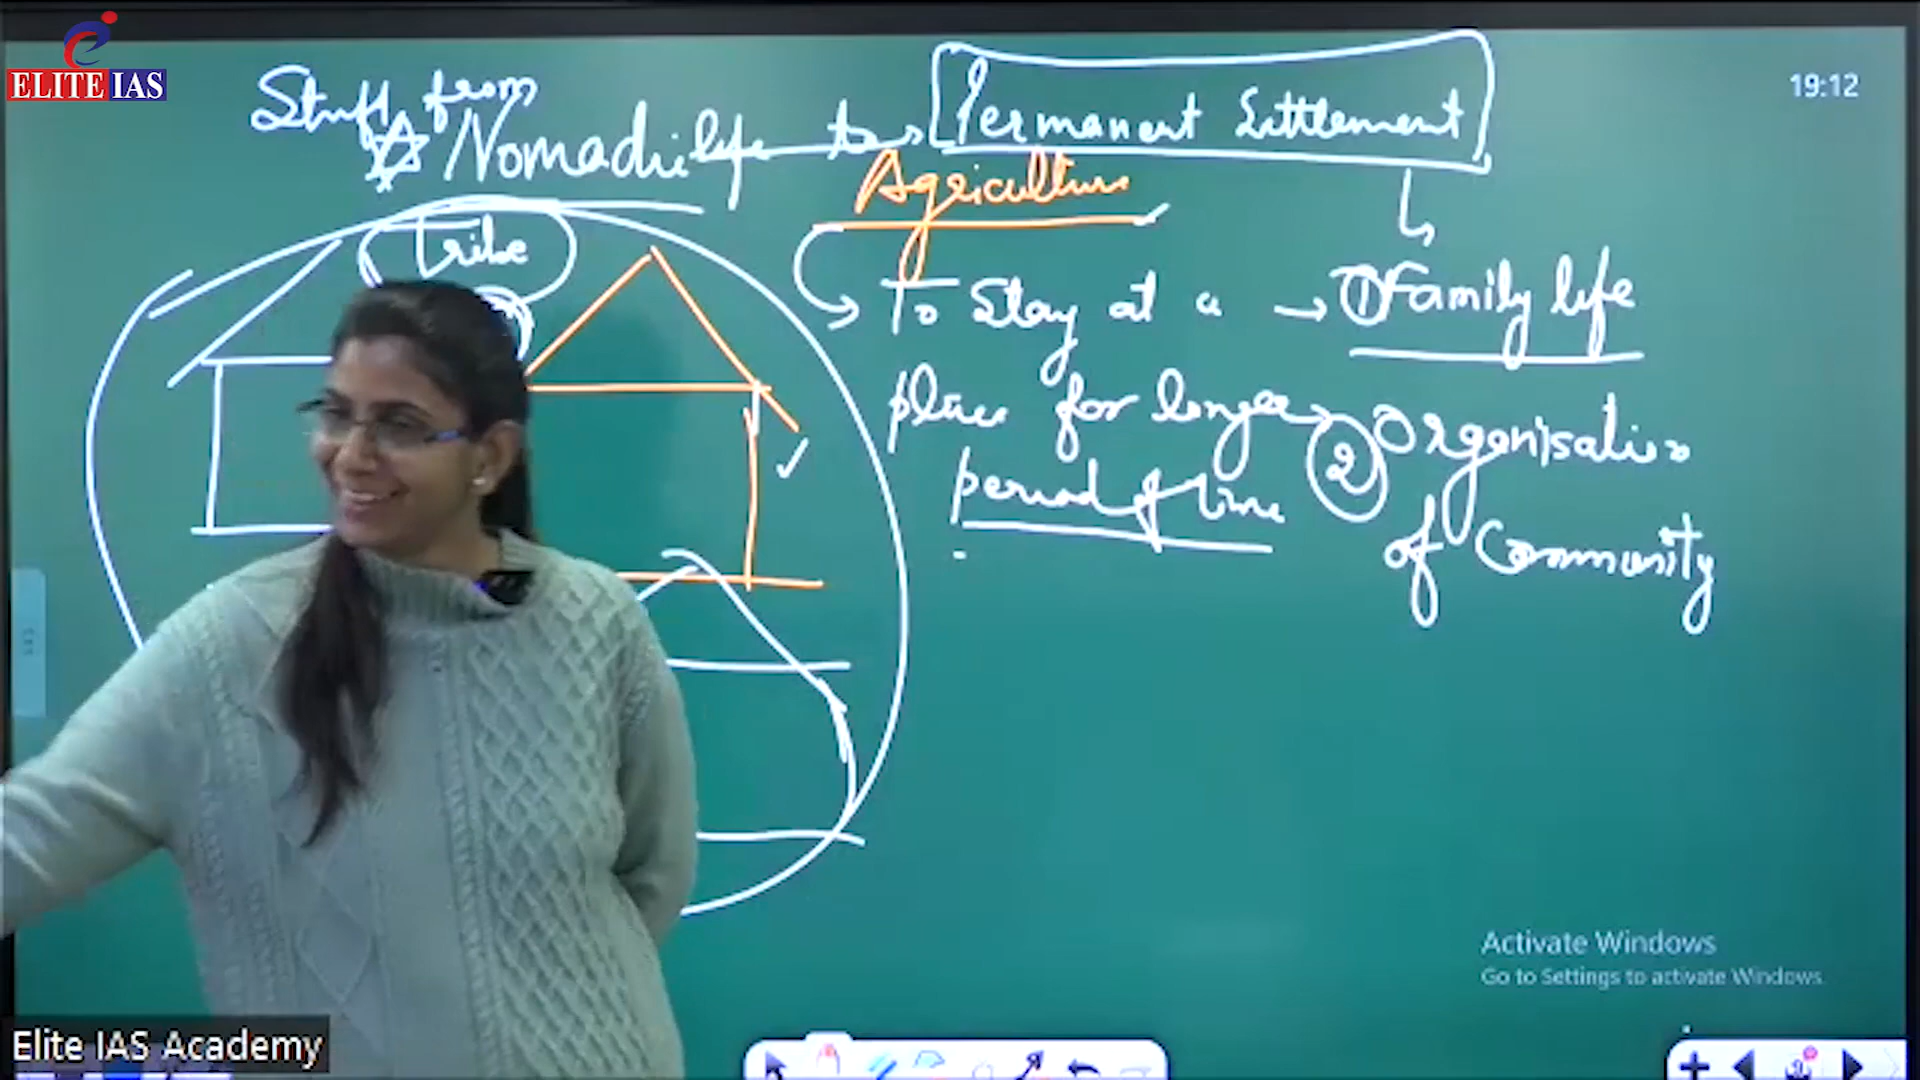 ELITE IAS
19:12
Stuff from
Nomadic life to Permanent Settlement
Agriculture
Tribe
To Stay at a → ① Family life
place for longer
② Organisation
period of time
of Community
Activate Windows
Go to Settings to activate Windows.
Elite IAS Academy